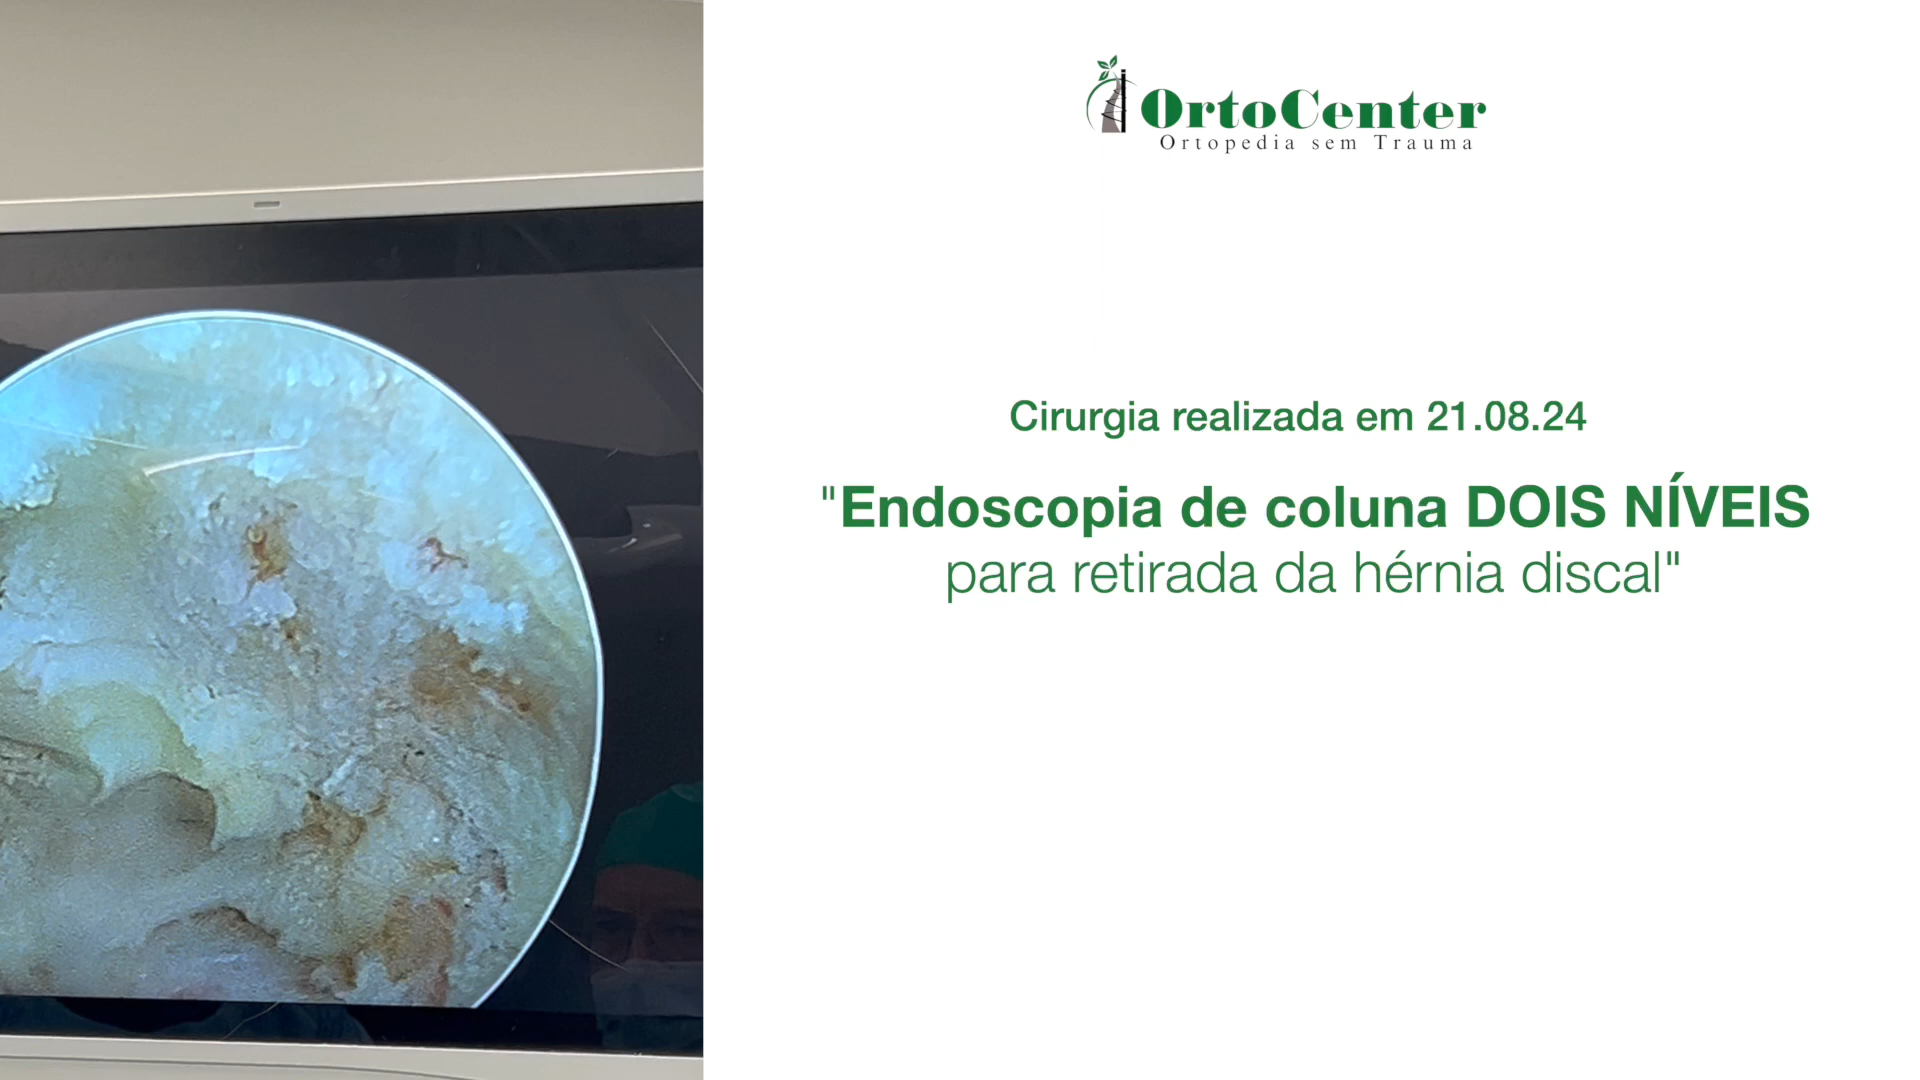 OrtoCenter
Ortopedia sem Trauma
Cirurgia realizada em 21.08.24
"Endoscopia de coluna DOIS NÍVEIS
para retirada da hérnia discal"